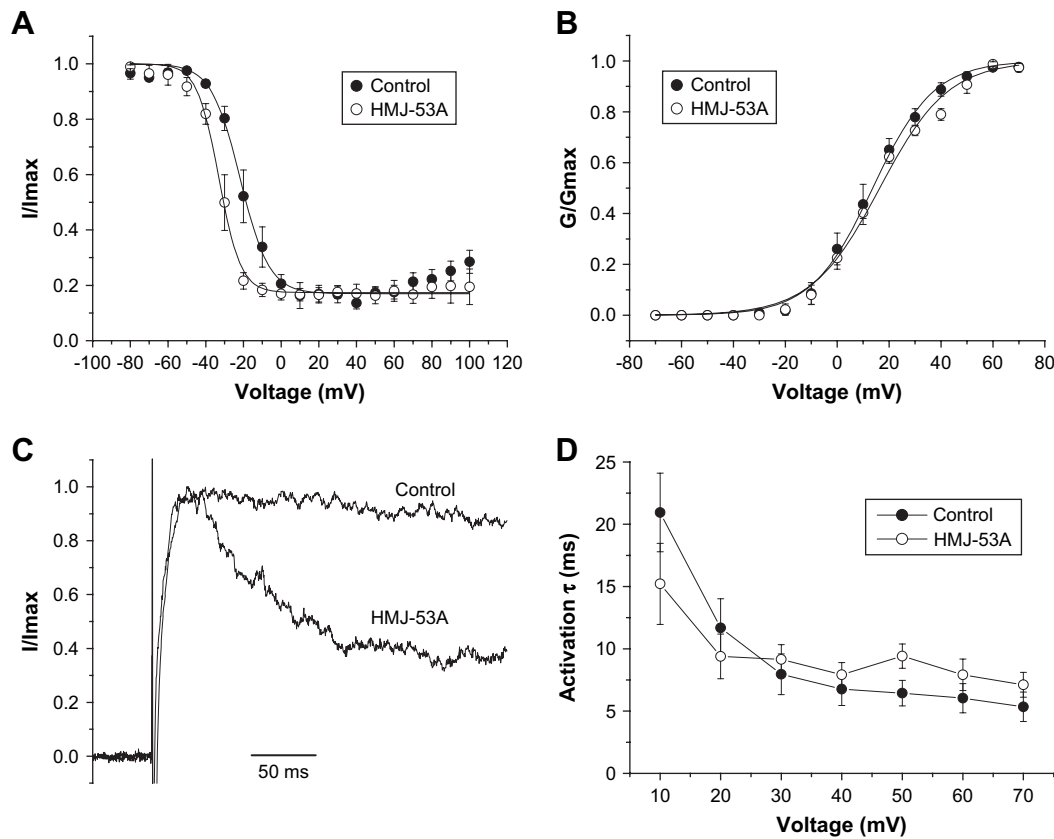 A
1.0
0.8
0.6
0.4
0.2
0.0
I/Imax
Control
HMJ-53A
-100 -80 -60 -40 -20 0 20 40 60 80 100 120
Voltage (mV)
B
1.0
0.8
0.6
0.4
0.2
0.0
G/Gmax
Control
HMJ-53A
-80 -60 -40 -20 0 20 40 60 80
Voltage (mV)
C
1.0
0.8
0.6
0.4
0.2
0.0
I/Imax
Control
HMJ-53A
50 ms
D
25
20
15
10
5
0
Activation τ (ms)
Control
HMJ-53A
10 20 30 40 50 60 70
Voltage (mV)